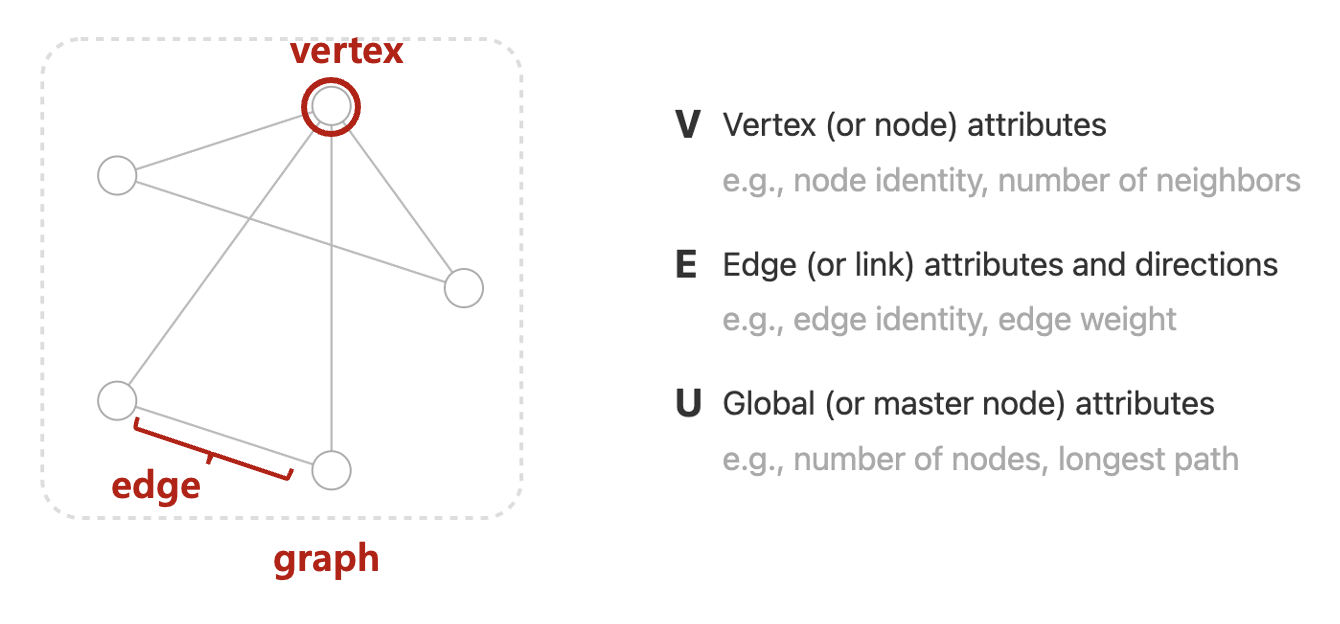 vertex
edge
graph
V Vertex (or node) attributes
e.g., node identity, number of neighbors
E Edge (or link) attributes and directions
e.g., edge identity, edge weight
U Global (or master node) attributes
e.g., number of nodes, longest path